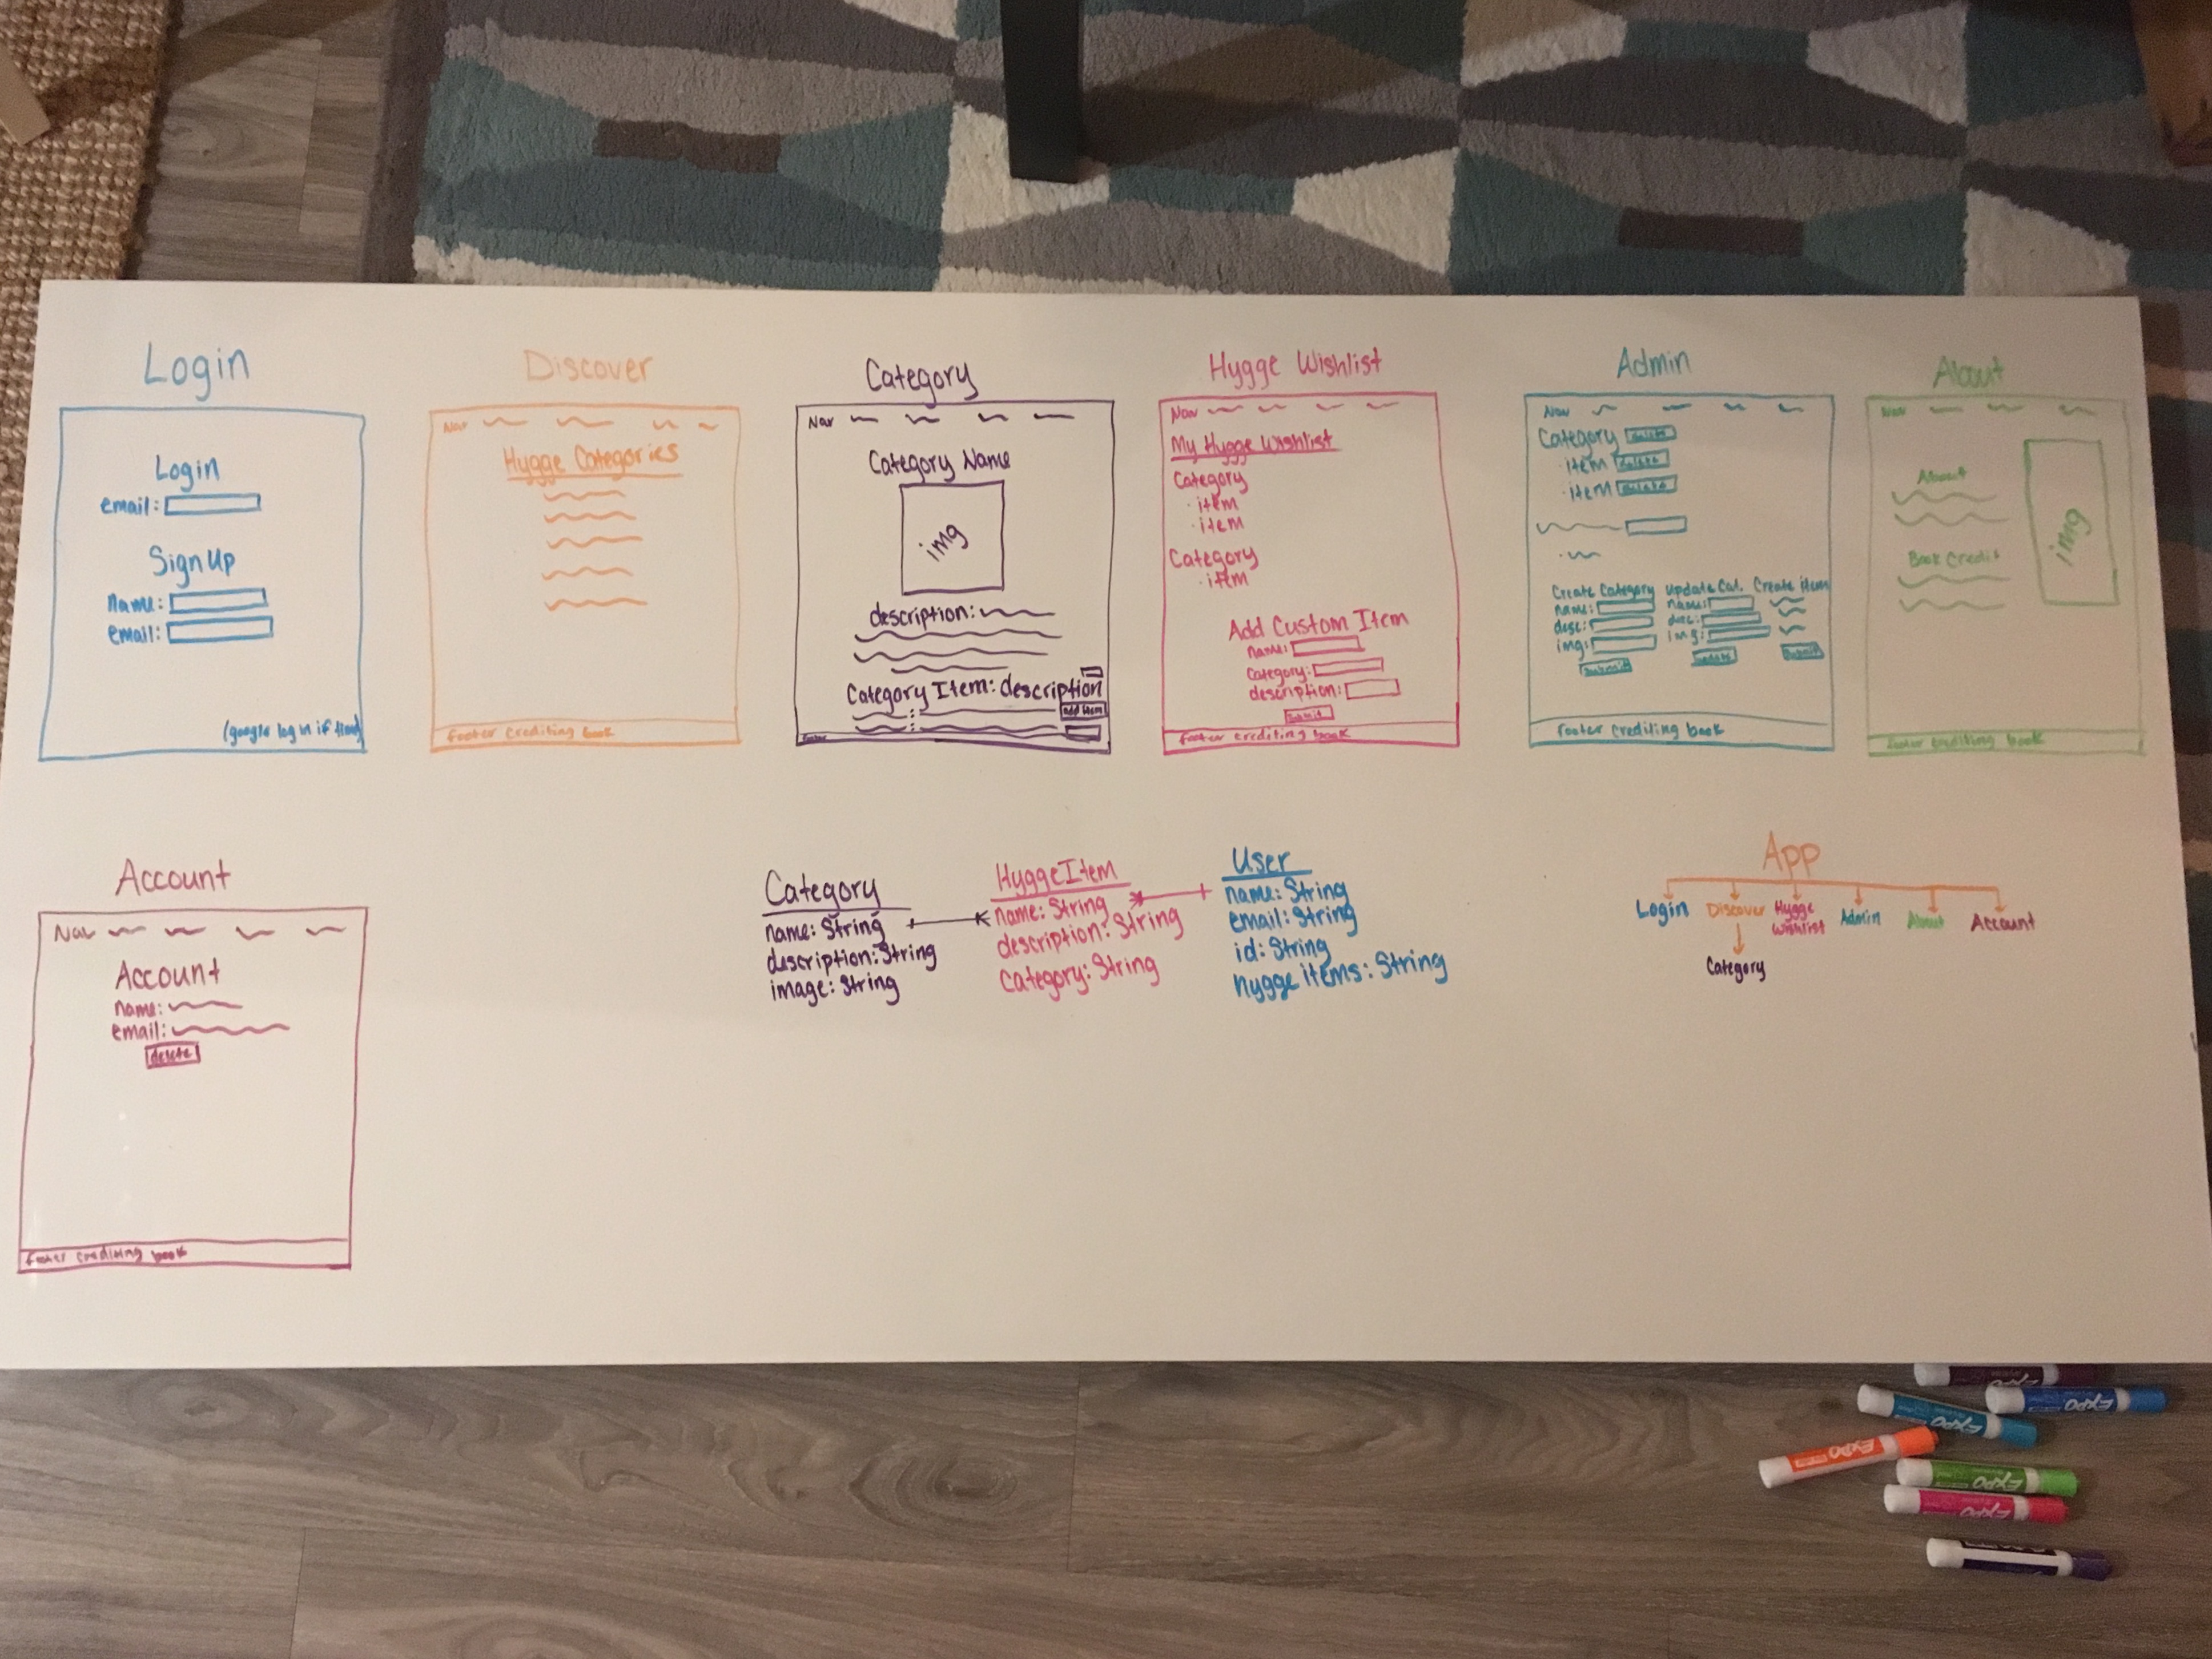 Login
Login
email:
Sign Up
name:
email:
(google log in if time)
Discover
Nav
Hygge Categories
footer crediting book
Category
Nav
Category Name
img
description:
Category Item: description
add item
footer
Hygge Wishlist
Nav
My Hygge Wishlist
Category
· item
· item
Category
· item
Add Custom Item
name:
Category:
description:
submit
footer crediting book
Admin
Nav
Category delete
· item delete
· item delete
Create Category Update Cat. Create item
name: name:
desc: desc:
img: img:
submit update submit
footer crediting book
About
Nav
About
Book Credit
img
footer crediting book
Account
Nav
Account
name:
email:
delete
footer crediting book
Category
name: String
description: String
image: String
HyggeItem
name: String
description: String
Category: String
User
name: String
email: String
id: String
hygge items: String
App
Login Discover Hygge Wishlist Admin About Account
Category
EXPO
EXPO
EXPO
EXPO
EXPO